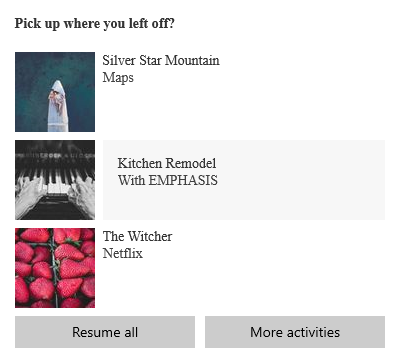 Pick up where you left off?
Silver Star Mountain
Maps
Kitchen Remodel
With EMPHASIS
The Witcher
Netflix
Resume all
More activities